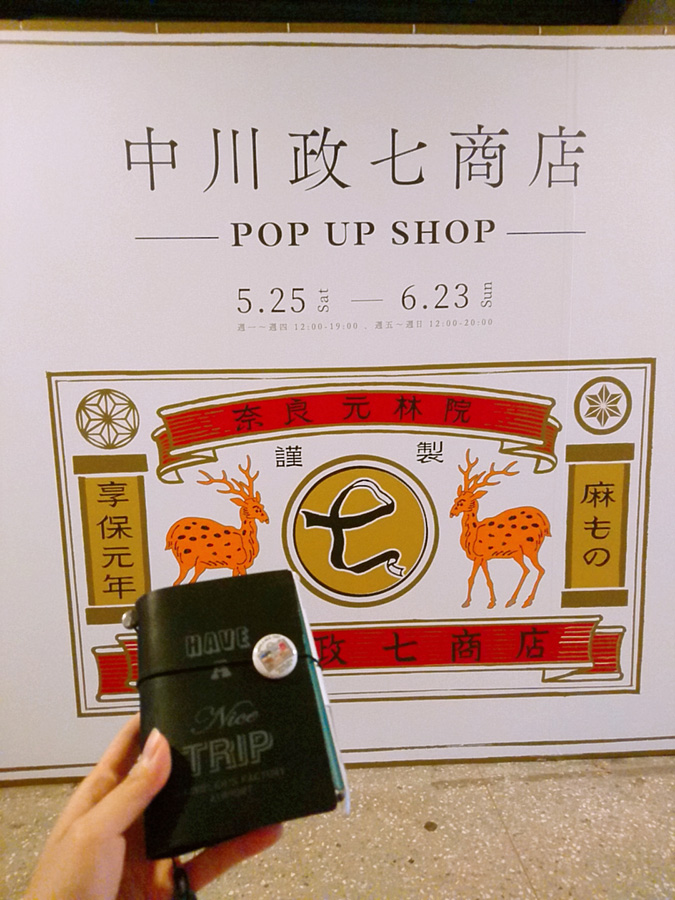 中川政七商店
POP UP SHOP
5.25 Sat — 6.23 Sun
週一～週四 12:00-19:00 、 週五～週日 12:00-20:00
奈良元林院
謹製
享保元年
麻もの
七
政七商店
HAVE
A
Nice
TRIP